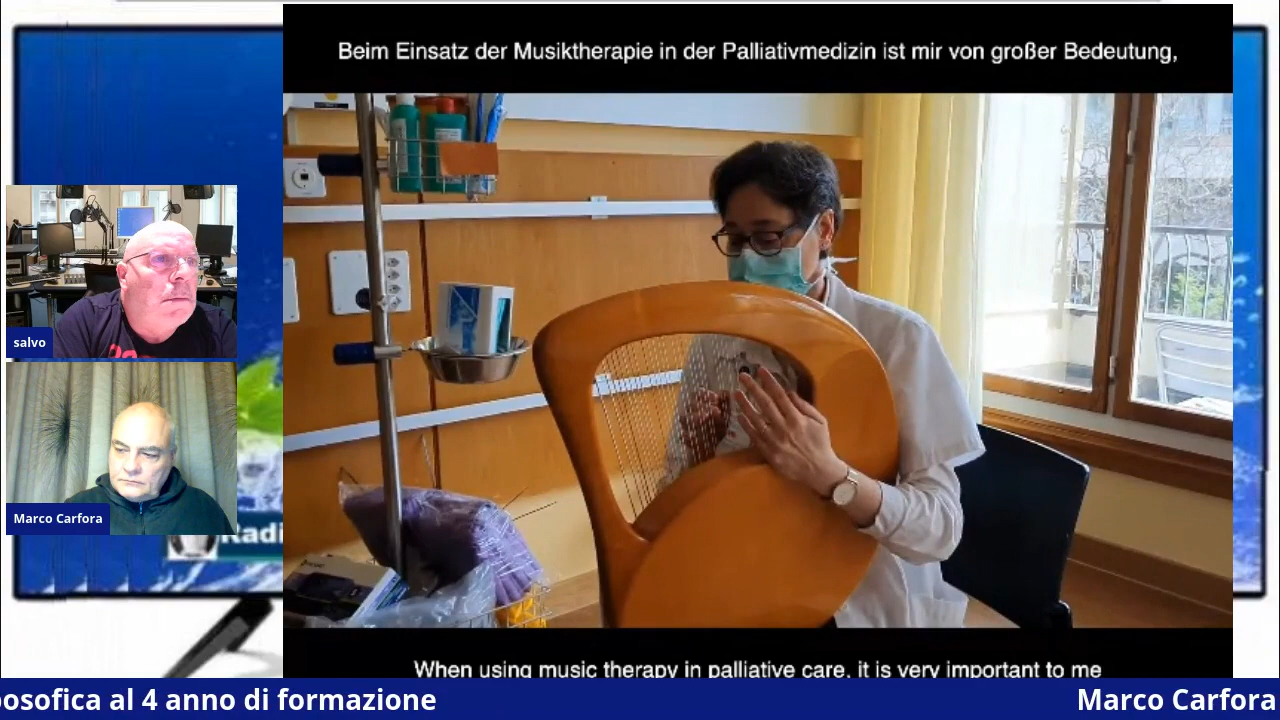 Beim Einsatz der Musiktherapie in der Palliativmedizin ist mir von großer Bedeutung,
salvo
Marco Carfora
Radi
When using music therapy in palliative care, it is very important to me
osofica al 4 anno di formazione
Marco Carfora